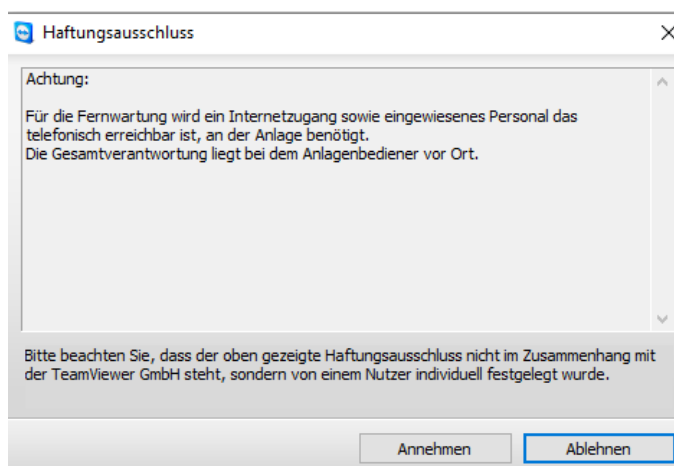 Haftungsausschluss
Achtung:
Für die Fernwartung wird ein Internetzugang sowie eingewiesenes Personal das
telefonisch erreichbar ist, an der Anlage benötigt.
Die Gesamtverantwortung liegt bei dem Anlagenbediener vor Ort.
Bitte beachten Sie, dass der oben gezeigte Haftungsausschluss nicht im Zusammenhang mit
der TeamViewer GmbH steht, sondern von einem Nutzer individuell festgelegt wurde.
Annehmen
Ablehnen